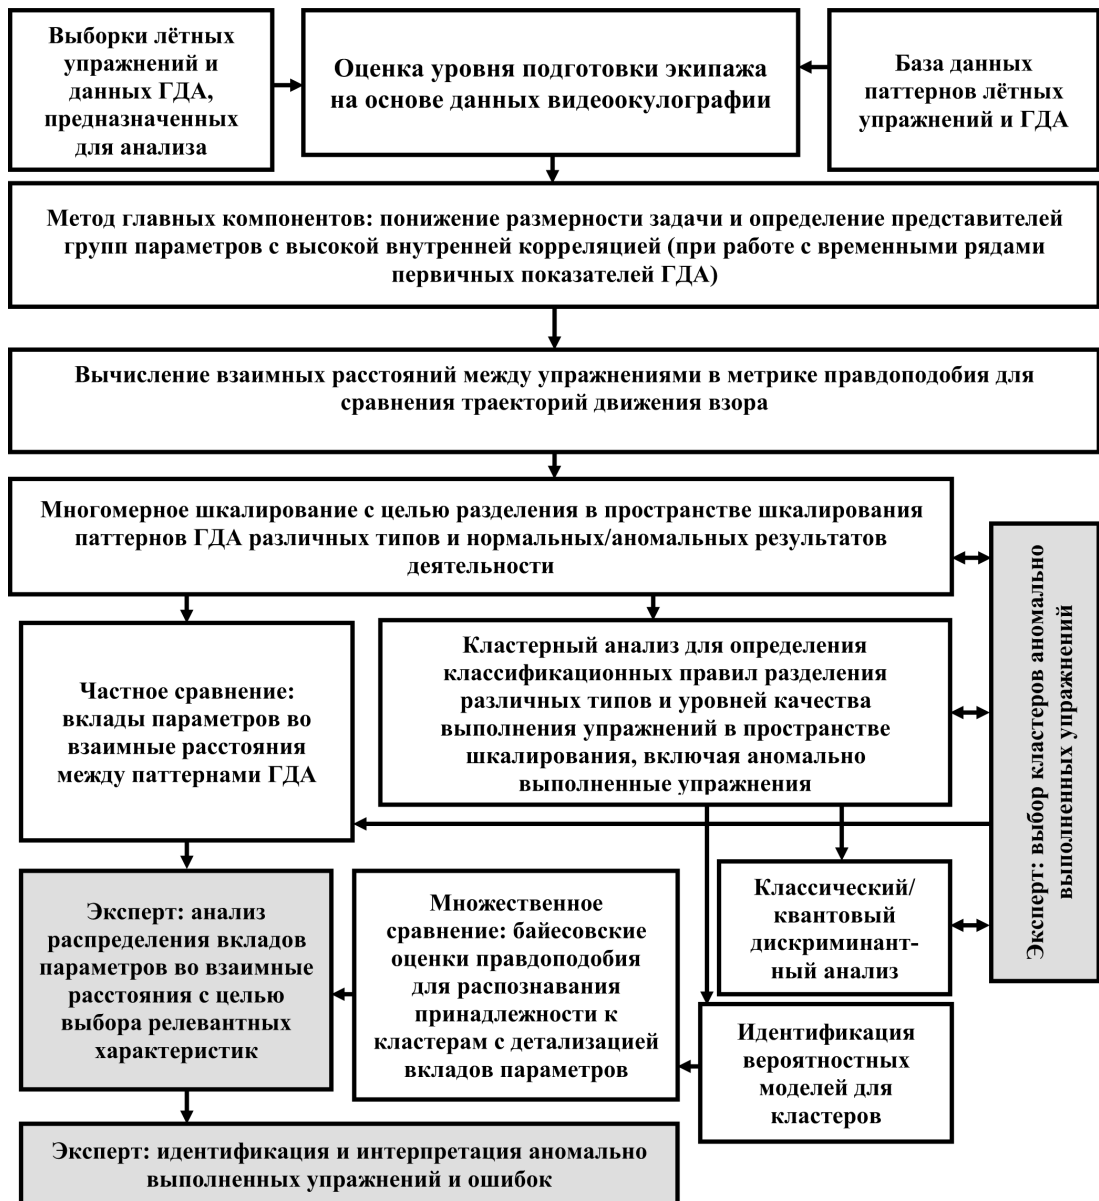 Выборки лётных
упражнений и
данных ГДА,
предназначенных
для анализа
Оценка уровня подготовки экипажа
на основе данных видеоокулографии
База данных
паттернов лётных
упражнений и ГДА
Метод главных компонентов: понижение размерности задачи и определение представителей
групп параметров с высокой внутренней корреляцией (при работе с временными рядами
первичных показателей ГДА)
Вычисление взаимных расстояний между упражнениями в метрике правдоподобия для
сравнения траекторий движения взора
Многомерное шкалирование с целью разделения в пространстве шкалирования
паттернов ГДА различных типов и нормальных/аномальных результатов
деятельности
Эксперт: выбор кластеров аномально
выполненных упражнений
Частное сравнение:
вклады параметров во
взаимные расстояния
между паттернами ГДА
Кластерный анализ для определения
классификационных правил разделения
различных типов и уровней качества
выполнения упражнений в пространстве
шкалирования, включая аномально
выполненные упражнения
Классический/
квантовый
дискриминант-
ный анализ
Эксперт: анализ
распределения вкладов
параметров во взаимные
расстояния с целью
выбора релевантных
характеристик
Множественное
сравнение: байесовские
оценки правдоподобия
для распознавания
принадлежности к
кластерам с детализацией
вкладов параметров
Идентификация
вероятностных
моделей для
кластеров
Эксперт: идентификация и интерпретация аномально
выполненных упражнений и ошибок